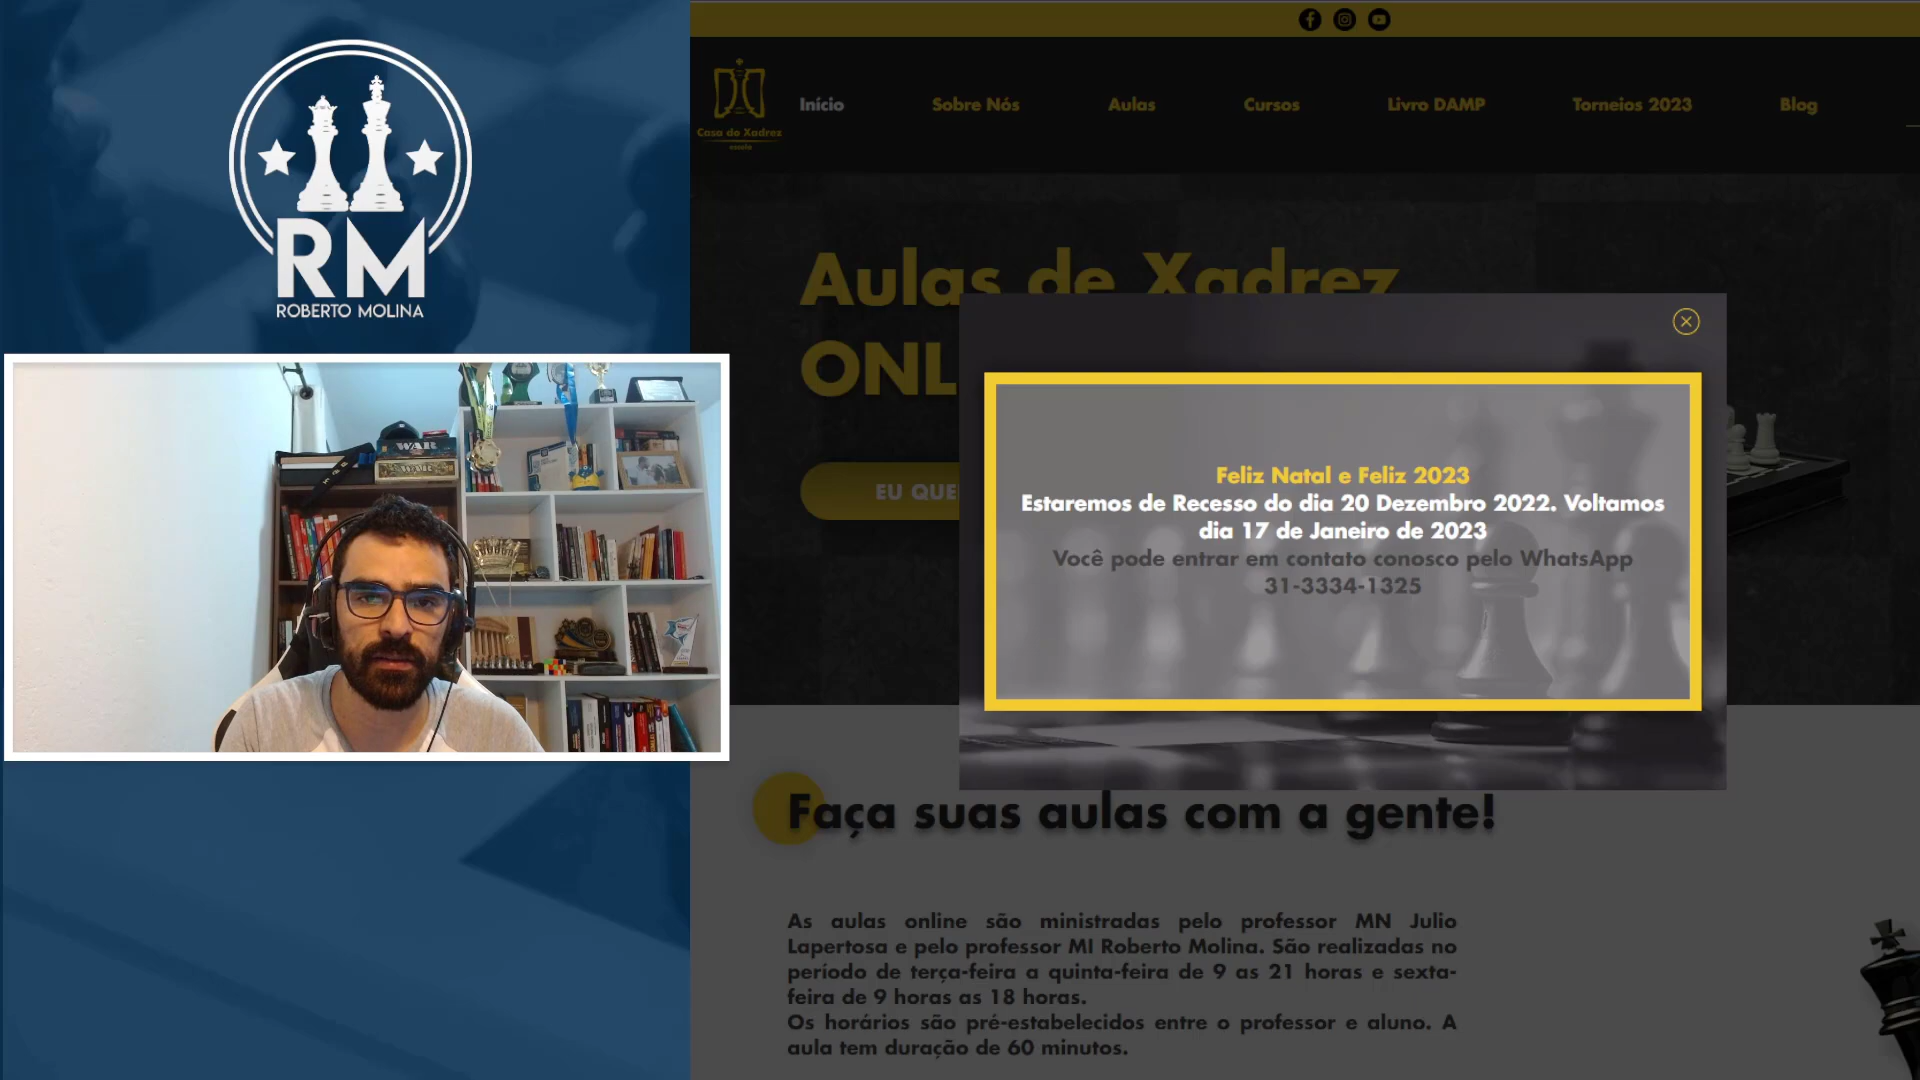 RM
ROBERTO MOLINA
WAR
WAR
Casa do Xadrez
escola
Início
Sobre Nós
Aulas
Cursos
Livro DAMP
Torneios 2023
Blog
Aulas de Xadrez
ONL
EU QUE
Feliz Natal e Feliz 2023
Estaremos de Recesso do dia 20 Dezembro 2022. Voltamos
dia 17 de Janeiro de 2023
Você pode entrar em contato conosco pelo WhatsApp
31-3334-1325
Faça suas aulas com a gente!
As aulas online são ministradas pelo professor MN Julio
Lapertosa e pelo professor MI Roberto Molina. São realizadas no
período de terça-feira a quinta-feira de 9 as 21 horas e sexta-
feira de 9 horas as 18 horas.
Os horários são pré-estabelecidos entre o professor e aluno. A
aula tem duração de 60 minutos.